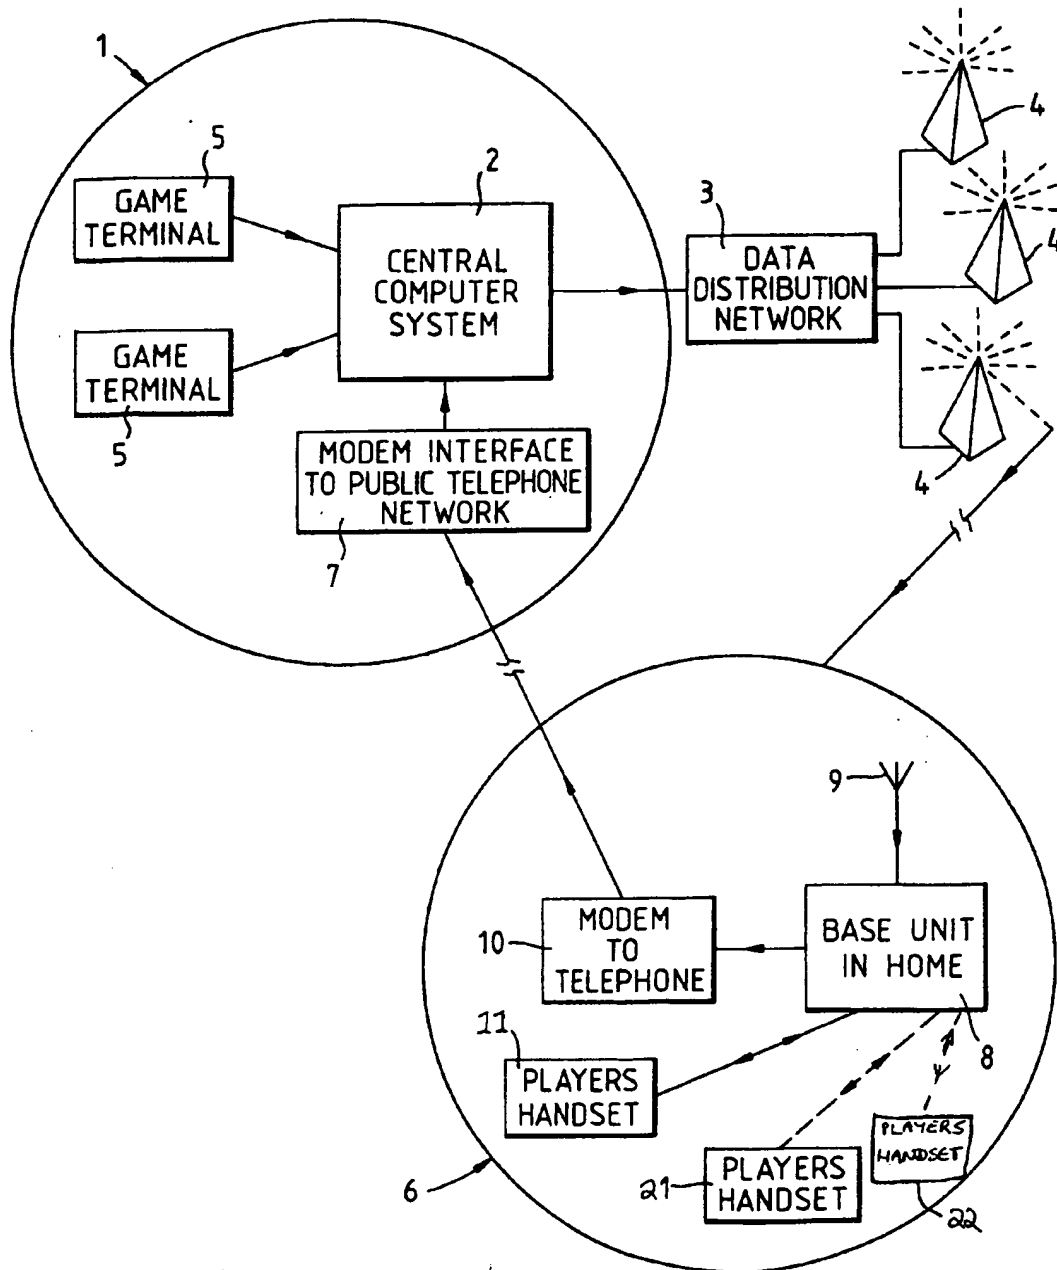 1
5
GAME
TERMINAL
2
CENTRAL
COMPUTER
SYSTEM
3
DATA
DISTRIBUTION
NETWORK
4
4
4
GAME
TERMINAL
5
MODEM INTERFACE
TO PUBLIC TELEPHONE
NETWORK
7
9
10
MODEM
TO
TELEPHONE
BASE UNIT
IN HOME
8
11
PLAYERS
HANDSET
6
21
PLAYERS
HANDSET
PLAYERS
HANDSET
22